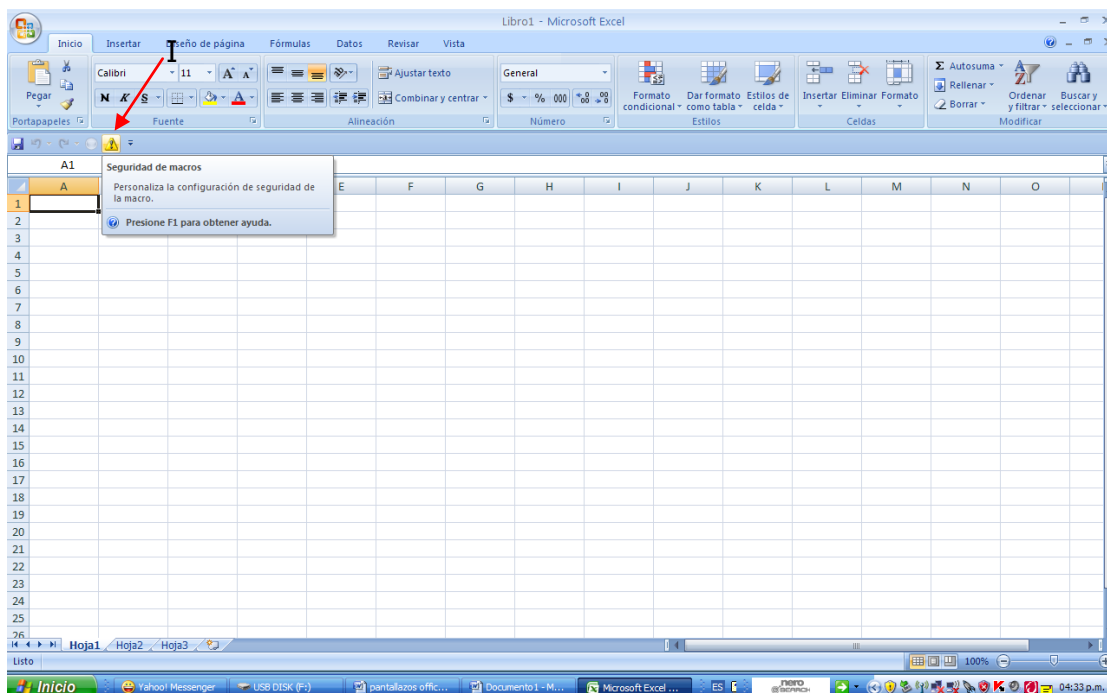 Libro1 - Microsoft Excel
Inicio Insertar Diseño de página Fórmulas Datos Revisar Vista
Calibri 11 A A Ajustar texto General Σ Autosuma
Rellenar
Pegar N K S A Combinar y centrar $ % 000 Formato condicional Dar formato como tabla Estilos de celda Insertar Eliminar Formato Borrar Ordenar y filtrar Buscar y seleccionar
Portapapeles Fuente Alineación Número Estilos Celdas Modificar
A1
Seguridad de macros
Personaliza la configuración de seguridad de
la macro.
Presione F1 para obtener ayuda.
A E F G H I J K L M N O
1
2
3
4
5
6
7
8
9
10
11
12
13
14
15
16
17
18
19
20
21
22
23
24
25
26
Hoja1 Hoja2 Hoja3
Listo 100%
Inicio Yahoo! Messenger USB DISK (F:) pantallazos offic... Documento1 - M... Microsoft Excel ... ES nero SEARCH 04:33 p.m.